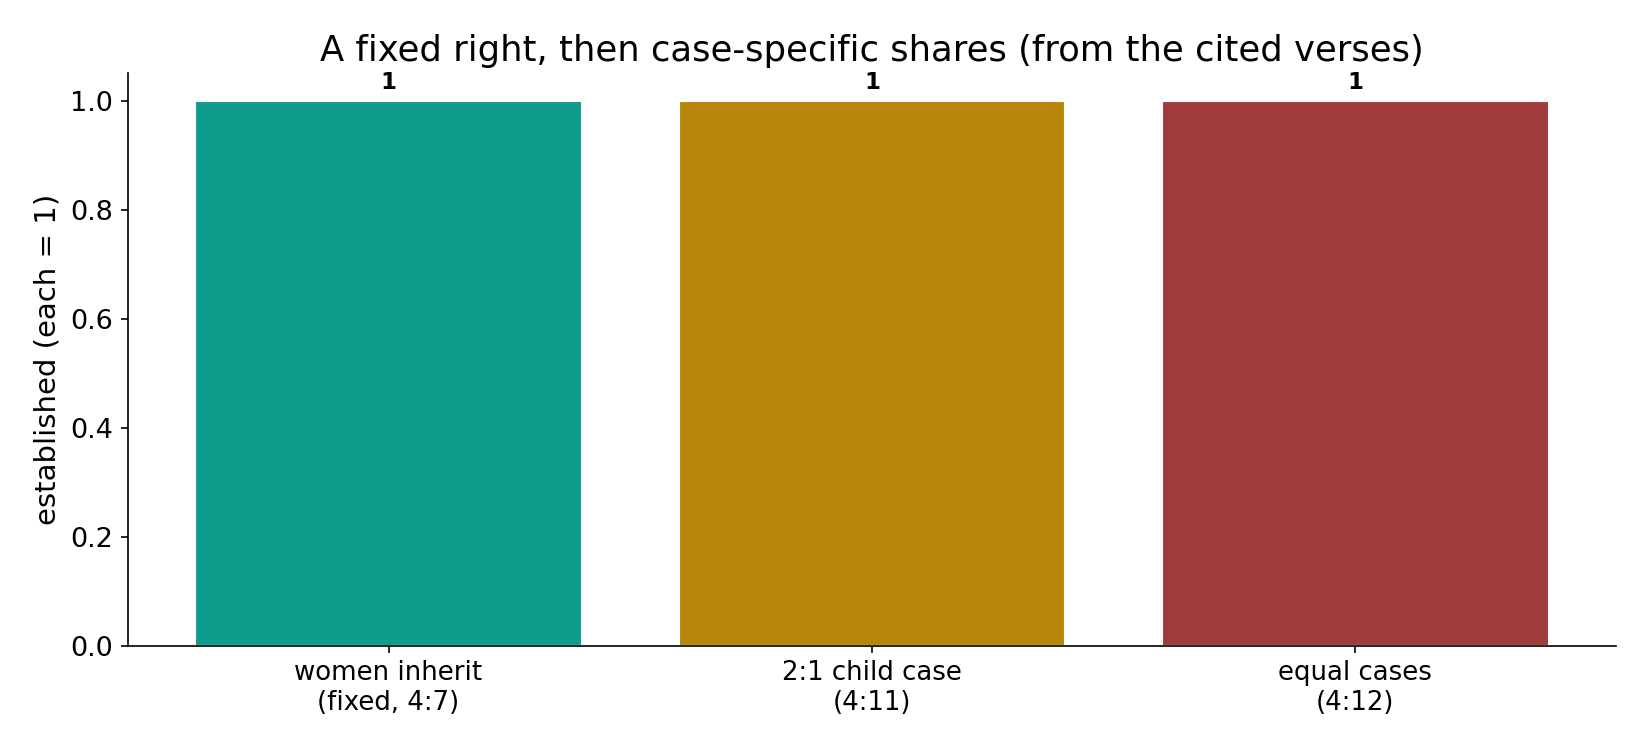 A fixed right, then case-specific shares (from the cited verses)
1
1
1
established (each = 1)
1.0
0.8
0.6
0.4
0.2
0.0
women inherit
(fixed, 4:7)
2:1 child case
(4:11)
equal cases
(4:12)